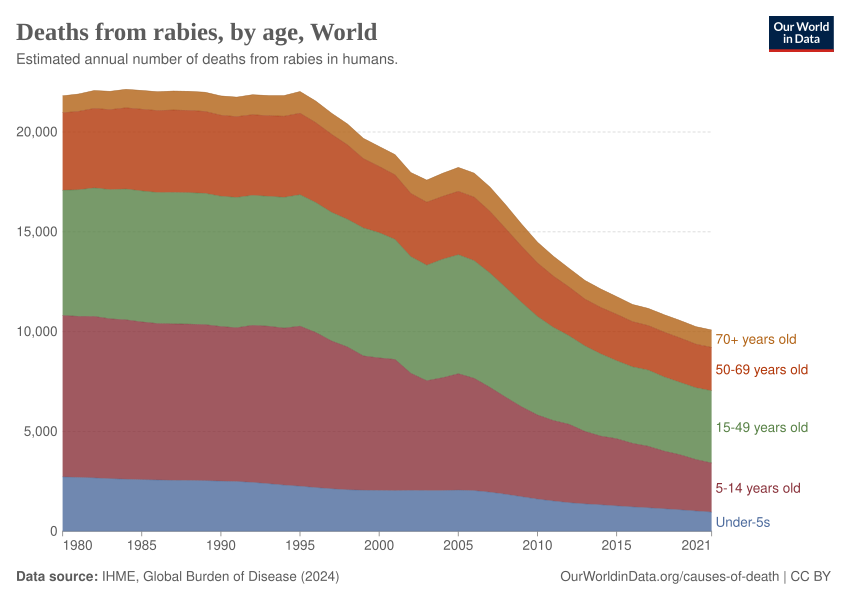 Deaths from rabies, by age, World
Our World
in Data
Estimated annual number of deaths from rabies in humans.
20,000
15,000
10,000
5,000
0
70+ years old
50-69 years old
15-49 years old
5-14 years old
Under-5s
1980 1985 1990 1995 2000 2005 2010 2015 2021
Data source: IHME, Global Burden of Disease (2024)
OurWorldinData.org/causes-of-death | CC BY